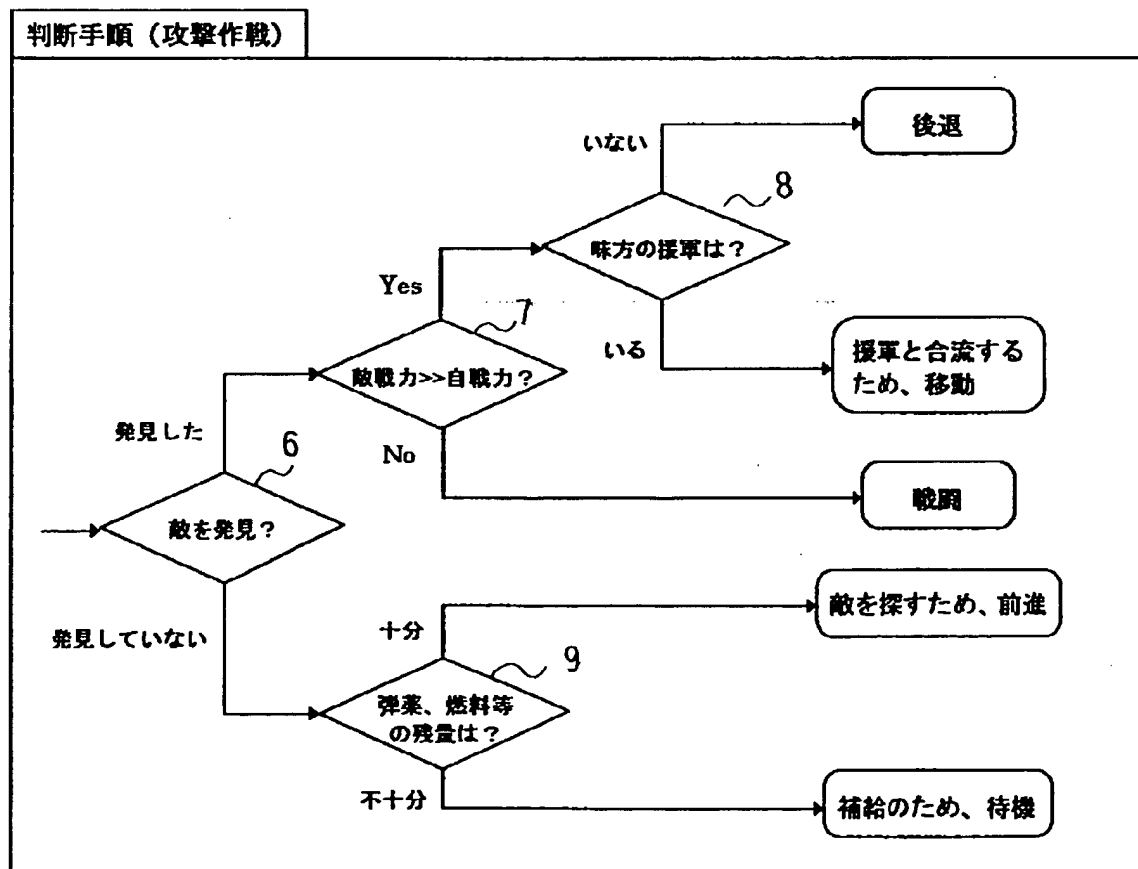 判断手順（攻撃作戦）
後退
いない
8
味方の援軍は？
Yes
7
いる
援軍と合流する
ため、移動
敵戦力>>自戦力？
発見した
6
No
戦闘
敵を発見？
敵を探すため、前進
発見していない
十分
9
弾薬、燃料等
の残量は？
不十分
補給のため、待機